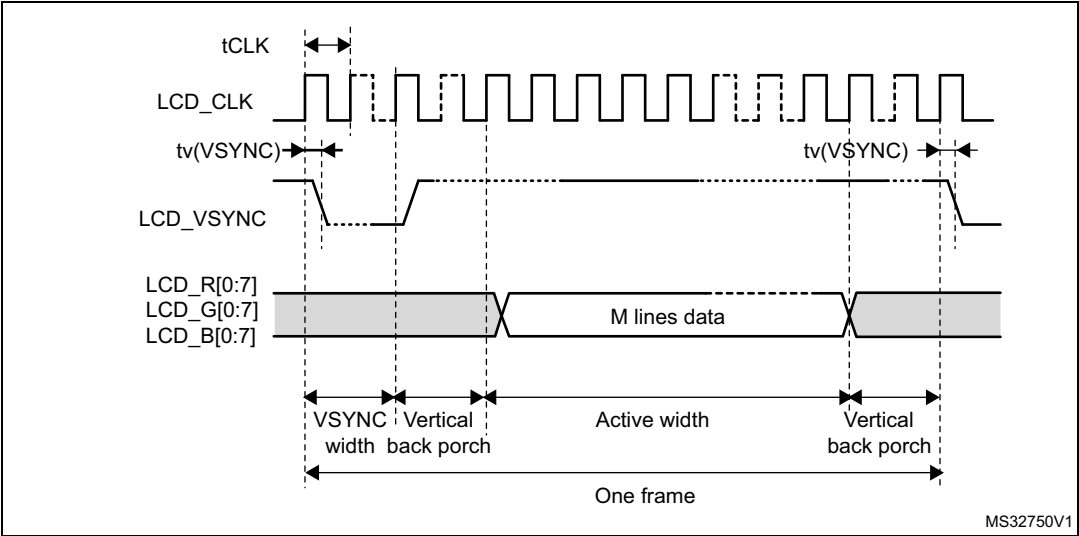 tCLK
LCD_CLK
tv(VSYNC)
tv(VSYNC)
LCD_VSYNC
LCD_R[0:7]
LCD_G[0:7]
LCD_B[0:7]
M lines data
VSYNC width
Vertical back porch
Active width
Vertical back porch
One frame
MS32750V1